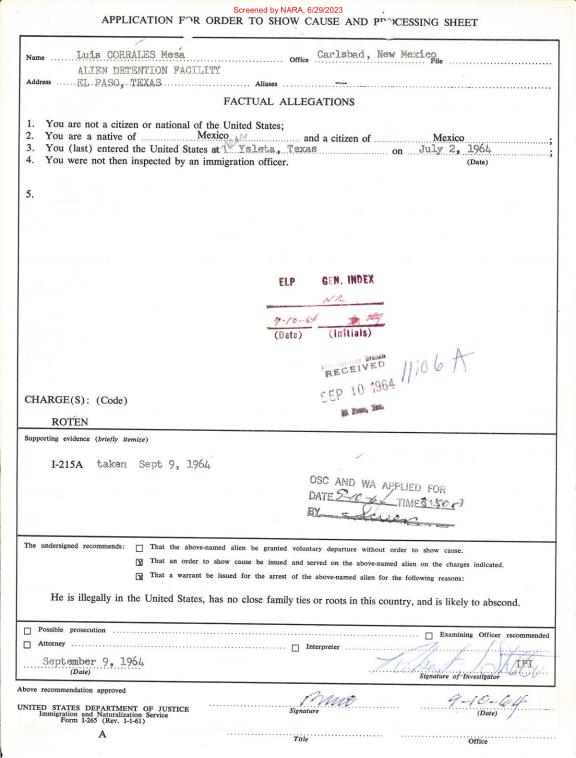 Screened by NARA, 6/29/2023
APPLICATION FOR ORDER TO SHOW CAUSE AND PROCESSING SHEET
Name Luis CORRALES Mesa Office Carlsbad, New Mexico File
ALIEN DETENTION FACILITY
Address EL PASO, TEXAS Aliases --
FACTUAL ALLEGATIONS
1. You are not a citizen or national of the United States;
2. You are a native of Mexico and a citizen of Mexico ;
3. You (last) entered the United States at Ysleta, Texas on July 2, 1964 ;
4. You were not then inspected by an immigration officer. (Date)
5.
ELP GEN. INDEX
NR
9-10-64
(Date) (Initials)
Branch
RECEIVED
SEP 10 1964
El Paso, Tex.
11106 A
CHARGE(S): (Code)
ROTEN
Supporting evidence (briefly itemize)
I-215A taken Sept 9, 1964
OSC AND WA APPLIED FOR
DATE TIME
BY
The undersigned recommends: ☐ That the above-named alien be granted voluntary departure without order to show cause.
☒ That an order to show cause be issued and served on the above-named alien on the charges indicated.
☒ That a warrant be issued for the arrest of the above-named alien for the following reasons:
He is illegally in the United States, has no close family ties or roots in this country, and is likely to abscond.
☐ Possible prosecution ☐ Examining Officer recommended
☐ Attorney ☐ Interpreter
September 9, 1964
(Date) Signature of Investigator
Above recommendation approved
9-10-64
UNITED STATES DEPARTMENT OF JUSTICE Signature (Date)
Immigration and Naturalization Service
Form I-265 (Rev. 1-1-61)
A
Title Office